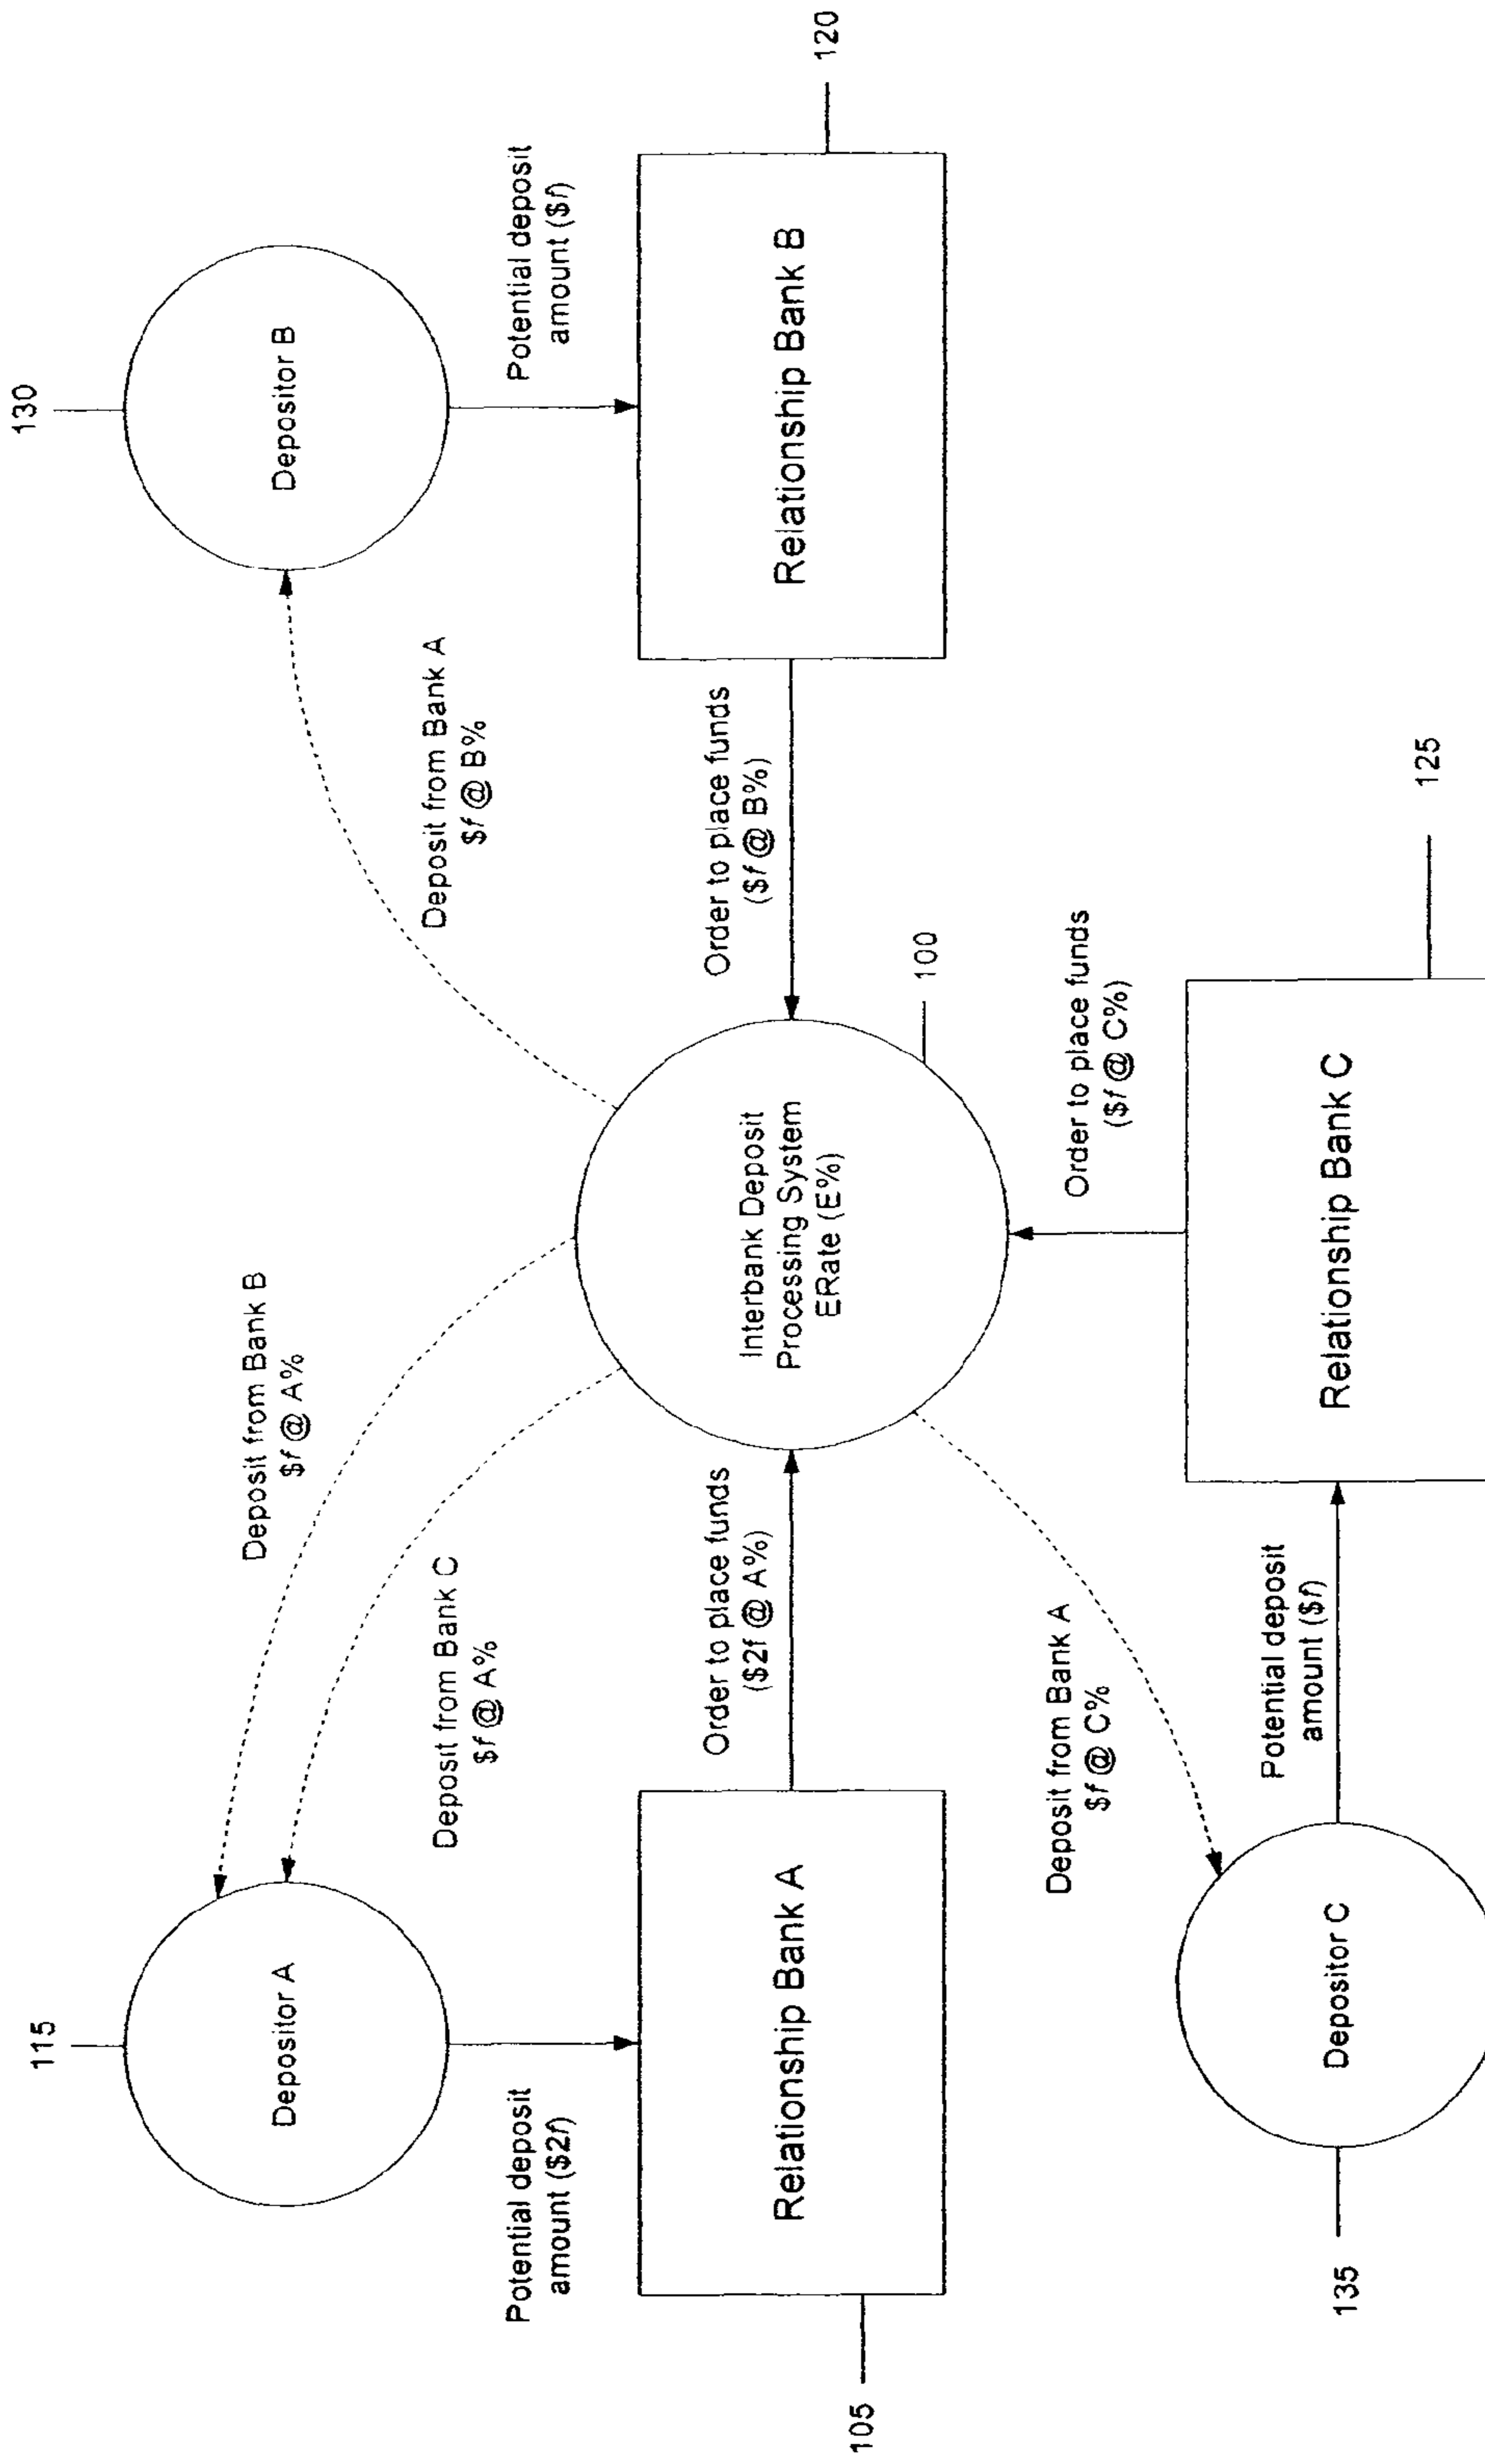 115
130
Depositor A
Depositor B
Deposit from Bank B
$f @ A%
Deposit from Bank C
$f @ A%
Deposit from Bank A
$f @ B%
Potential deposit
amount ($2f)
Potential deposit
amount ($f)
Relationship Bank A
Order to place funds
($2f @ A%)
Interbank Deposit
Processing System
ERate (E%)
Order to place funds
($f @ B%)
Relationship Bank B
105
100
120
Deposit from Bank A
$f @ C%
Order to place funds
($f @ C%)
Depositor C
Potential deposit
amount ($f)
Relationship Bank C
135
125